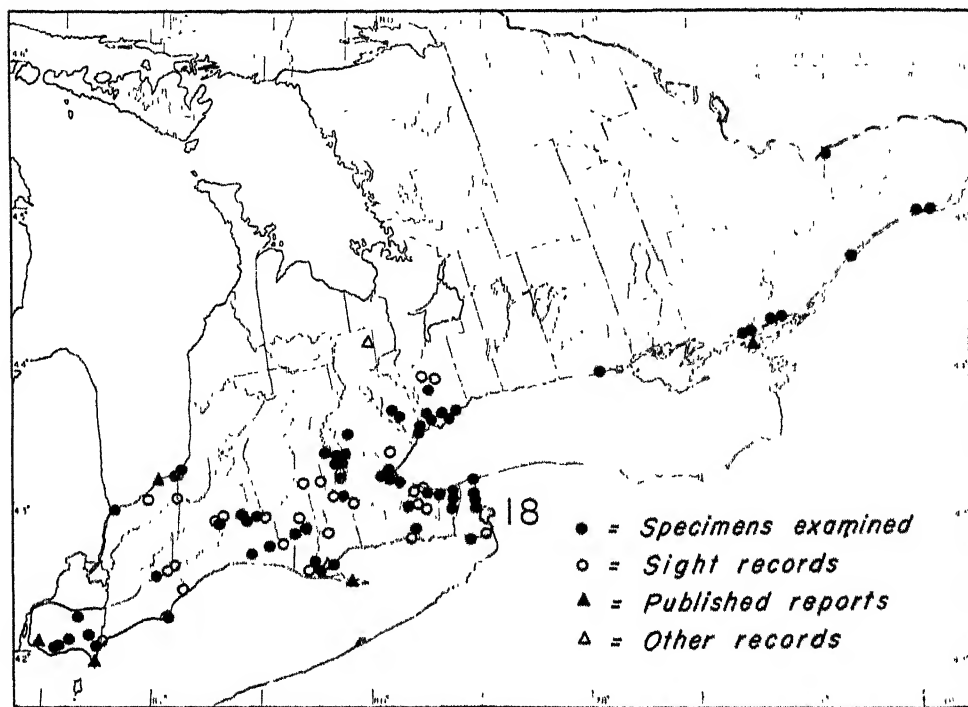 18
● = Specimens examined
○ = Sight records
▲ = Published reports
△ = Other records